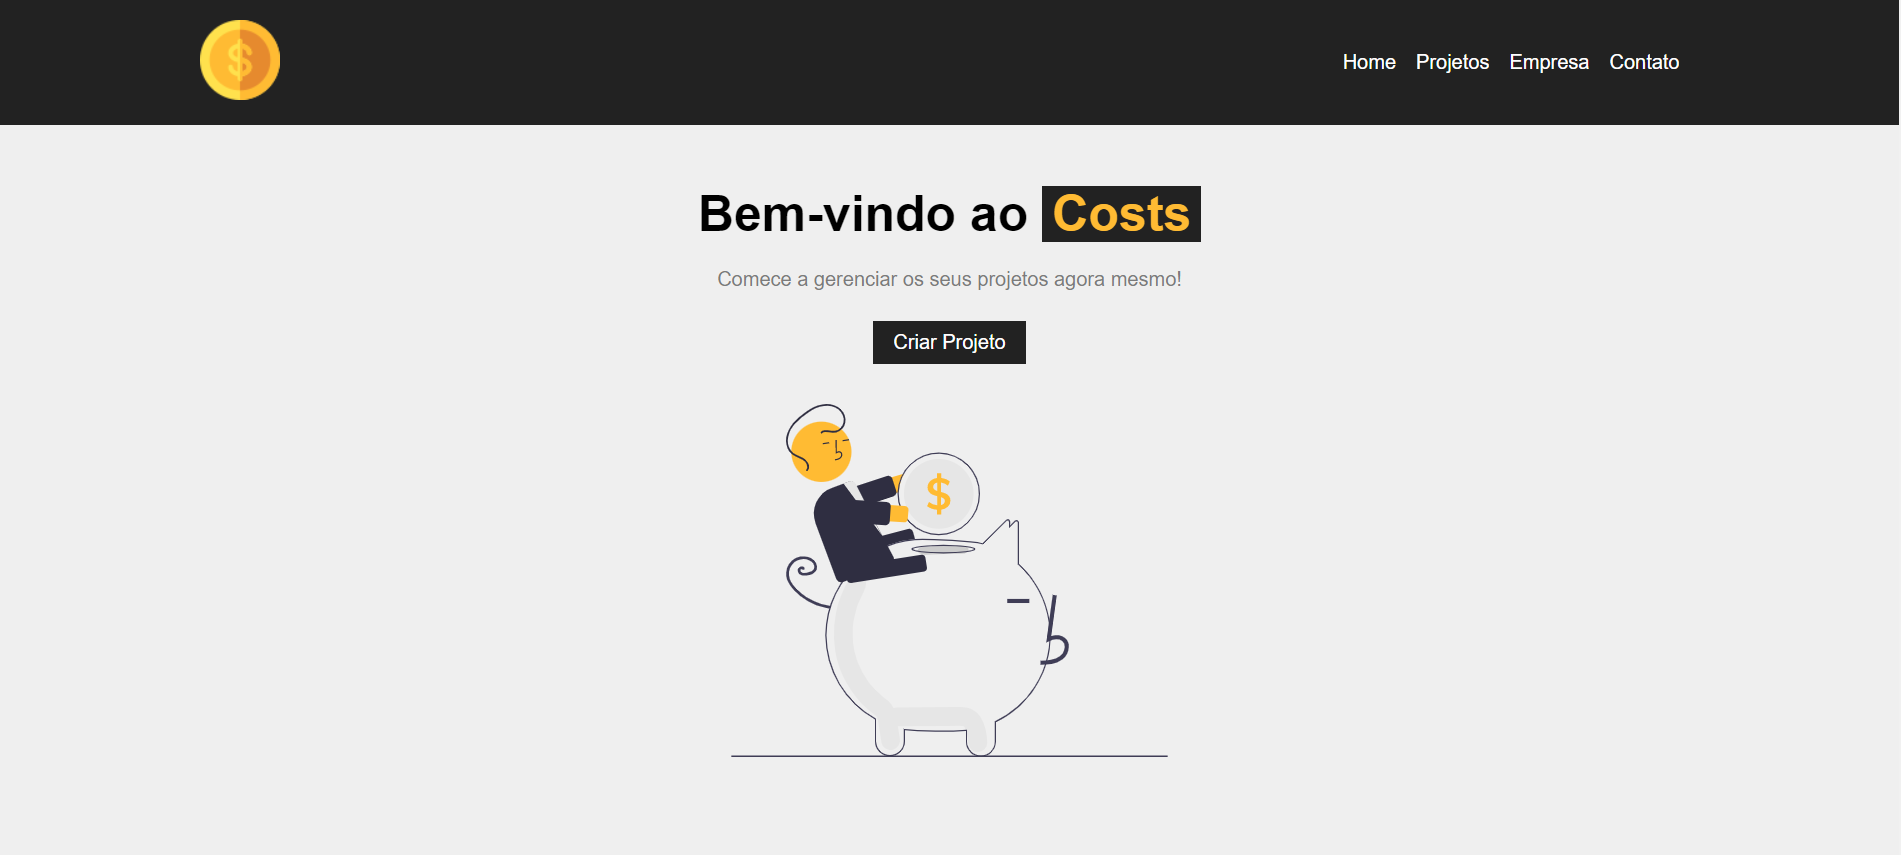 $
Home Projetos Empresa Contato
Bem-vindo ao Costs
Comece a gerenciar os seus projetos agora mesmo!
Criar Projeto
$